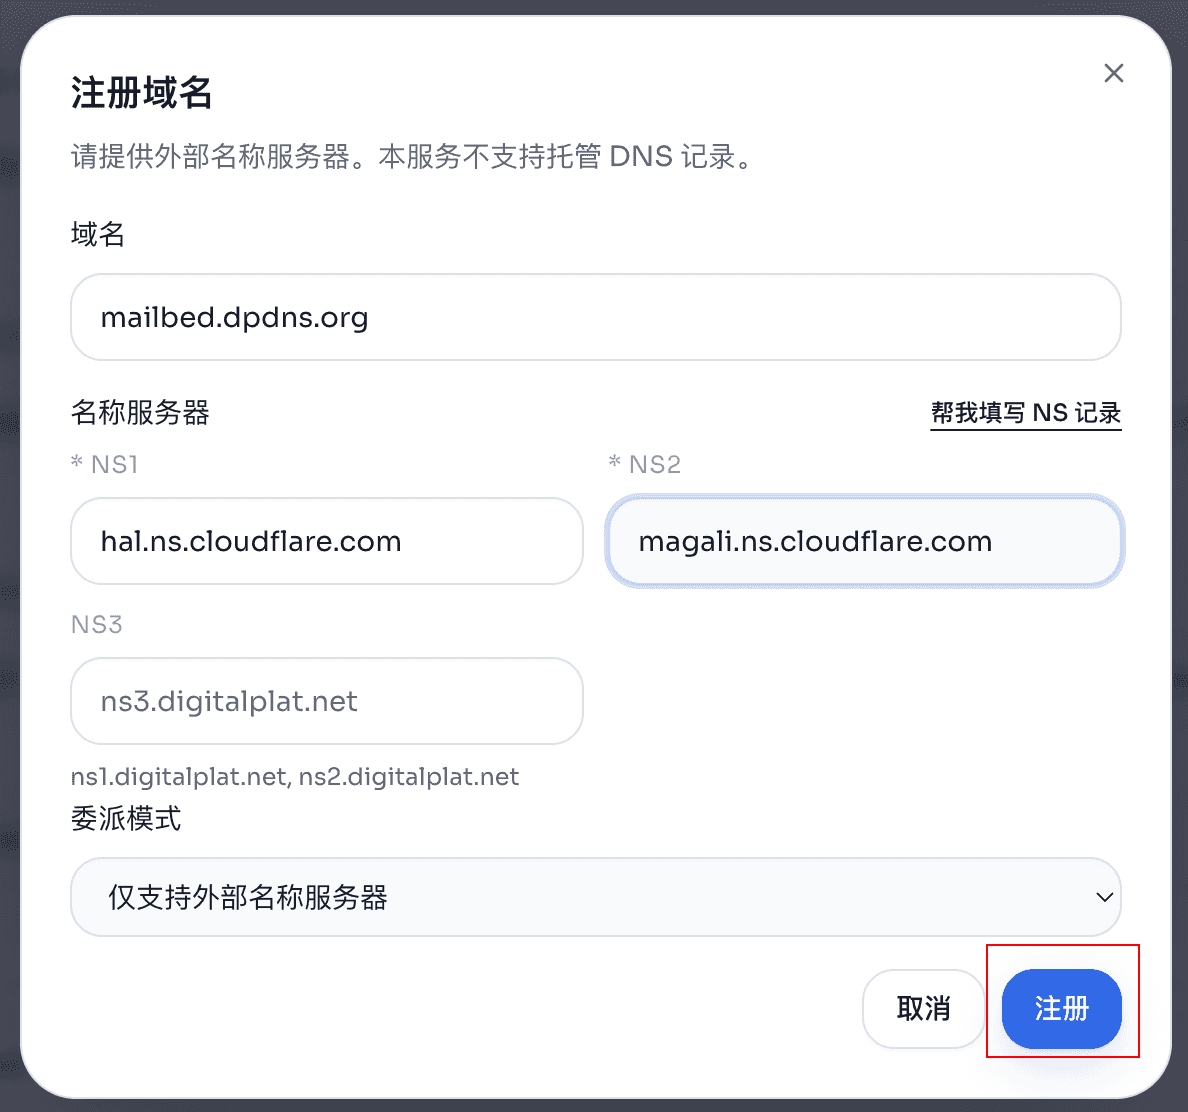 注册域名
请提供外部名称服务器。本服务不支持托管 DNS 记录。
域名
mailbed.dpdns.org
名称服务器
帮我填写 NS 记录
* NS1
* NS2
hal.ns.cloudflare.com
magali.ns.cloudflare.com
NS3
ns3.digitalplat.net
ns1.digitalplat.net, ns2.digitalplat.net
委派模式
仅支持外部名称服务器
取消
注册